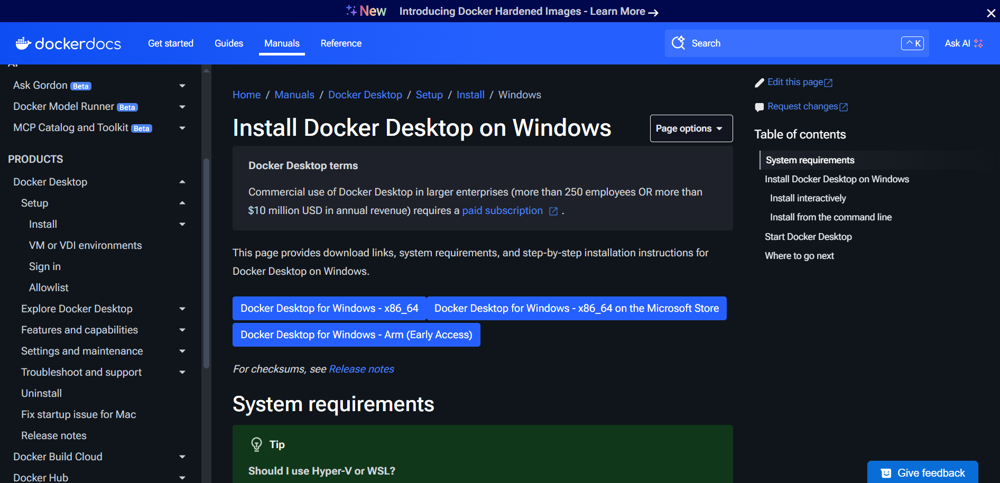 New Introducing Docker Hardened Images - Learn More
dockerdocs Get started Guides Manuals Reference Search ^ K Ask AI
AI
Ask Gordon Beta
Docker Model Runner Beta
MCP Catalog and Toolkit Beta
PRODUCTS
Docker Desktop
Setup
Install
VM or VDI environments
Sign in
Allowlist
Explore Docker Desktop
Features and capabilities
Settings and maintenance
Troubleshoot and support
Uninstall
Fix startup issue for Mac
Release notes
Docker Build Cloud
Docker Hub
Home / Manuals / Docker Desktop / Setup / Install / Windows
Install Docker Desktop on Windows
Page options
Docker Desktop terms
Commercial use of Docker Desktop in larger enterprises (more than 250 employees OR more than
$10 million USD in annual revenue) requires a paid subscription .
This page provides download links, system requirements, and step-by-step installation instructions for
Docker Desktop on Windows.
Docker Desktop for Windows - x86_64 Docker Desktop for Windows - x86_64 on the Microsoft Store
Docker Desktop for Windows - Arm (Early Access)
For checksums, see Release notes
System requirements
Tip
Should I use Hyper-V or WSL?
Edit this page
Request changes
Table of contents
System requirements
Install Docker Desktop on Windows
Install interactively
Install from the command line
Start Docker Desktop
Where to go next
Give feedback